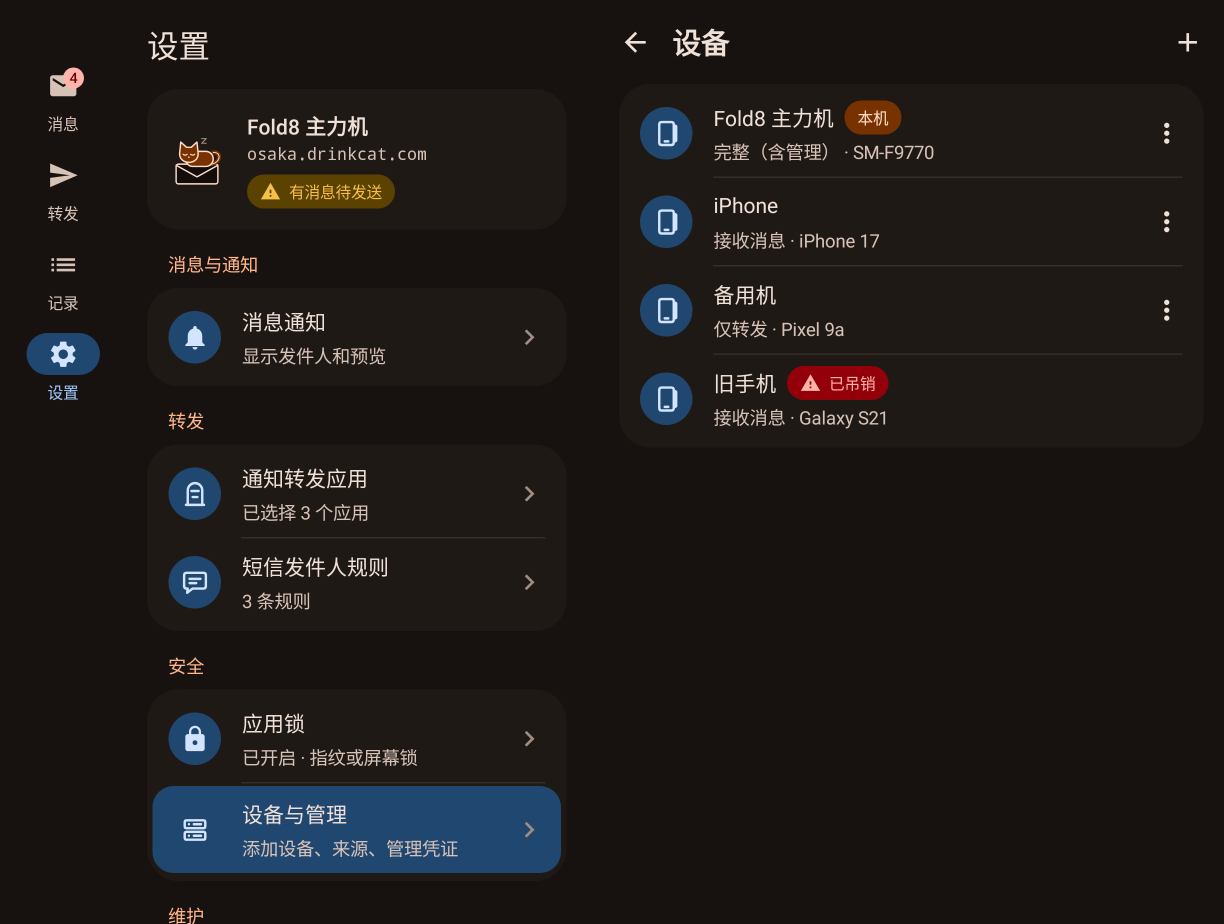 4
消息
转发
记录
设置
设置
z
Fold8 主力机
osaka.drinkcat.com
有消息待发送
消息与通知
消息通知
显示发件人和预览
转发
通知转发应用
已选择 3 个应用
短信发件人规则
3 条规则
安全
应用锁
已开启 · 指纹或屏幕锁
设备与管理
添加设备、来源、管理凭证
维护
设备
Fold8 主力机 本机
完整（含管理） · SM-F9770
iPhone
接收消息 · iPhone 17
备用机
仅转发 · Pixel 9a
旧手机 已吊销
接收消息 · Galaxy S21